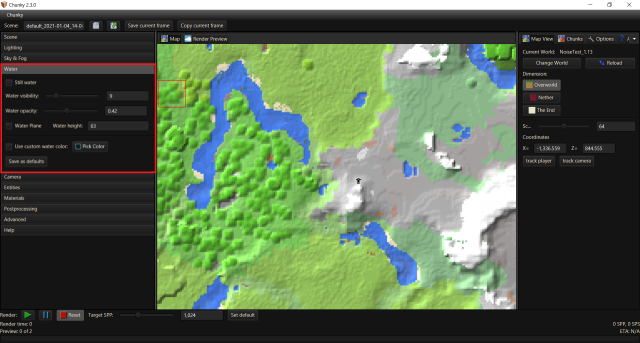 Chunky 2.3.0
Chunky
Scene: default_2021-01-04_14-0 Save current frame Copy current frame
Scene
Lighting
Sky & Fog
Water
Still water
Water visibility: 9
Water opacity: 0.42
Water Plane Water height: 63
Use custom water color: Pick Color
Save as defaults
Camera
Entities
Materials
Postprocessing
Advanced
Help
Map Render Preview
Map View Chunks Options ?
Current World: NoiseTest_1.13
Change World Reload
Dimension:
Overworld
Nether
The End
Sc... 64
Coordinates
X= -1,336.559 Z= 844.555
track player track camera
Render: Reset Target SPP: 1,024 Set default
Render time: 0 0 SPP, 0 SPS
Preview: 0 of 2 ETA: N/A